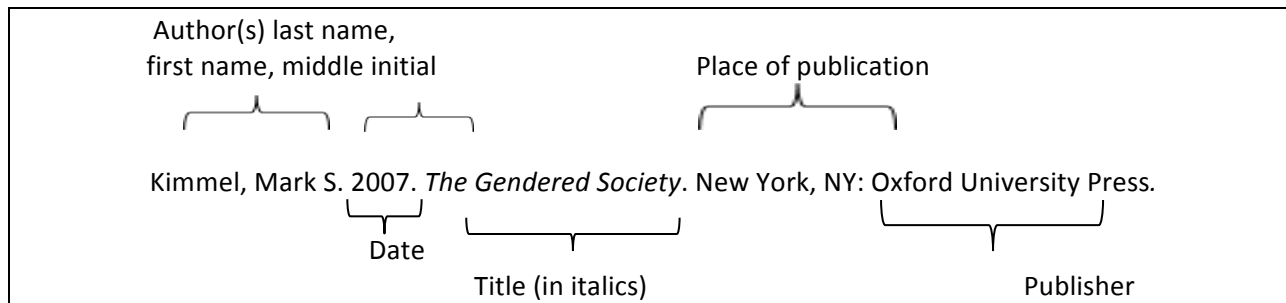 Author(s) last name,
first name, middle initial
Place of publication
Kimmel, Mark S. 2007. The Gendered Society. New York, NY: Oxford University Press.
Date
Title (in italics)
Publisher